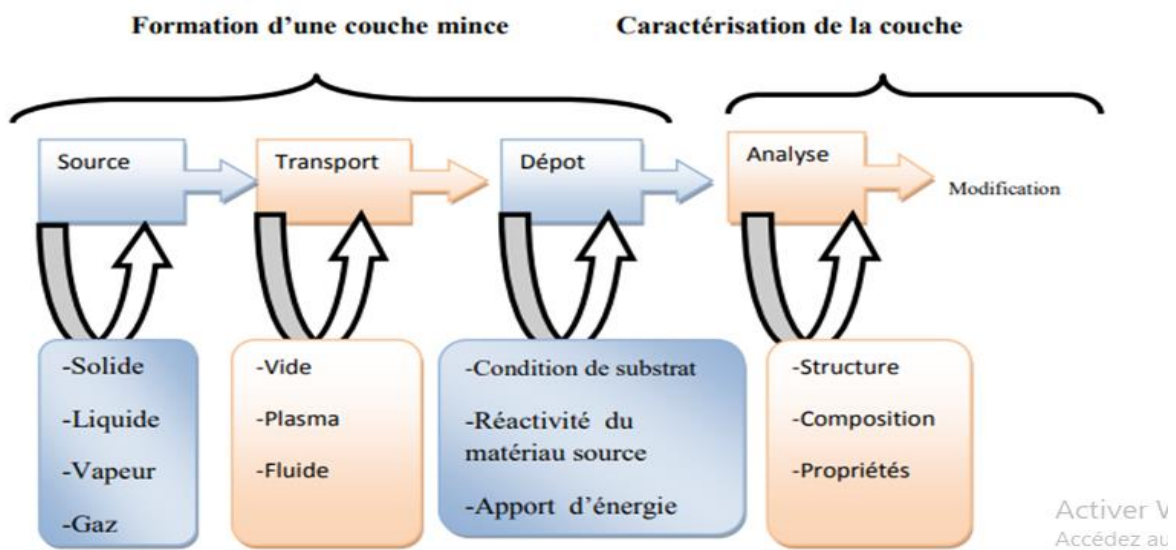 Formation d'une couche mince
Caractérisation de la couche
Source
Transport
Dépot
Analyse
Modification
-Solide
-Liquide
-Vapeur
-Gaz
-Vide
-Plasma
-Fluide
-Condition de substrat
-Réactivité du
matériau source
-Apport d'énergie
-Structure
-Composition
-Propriétés
Activer
Accédez au